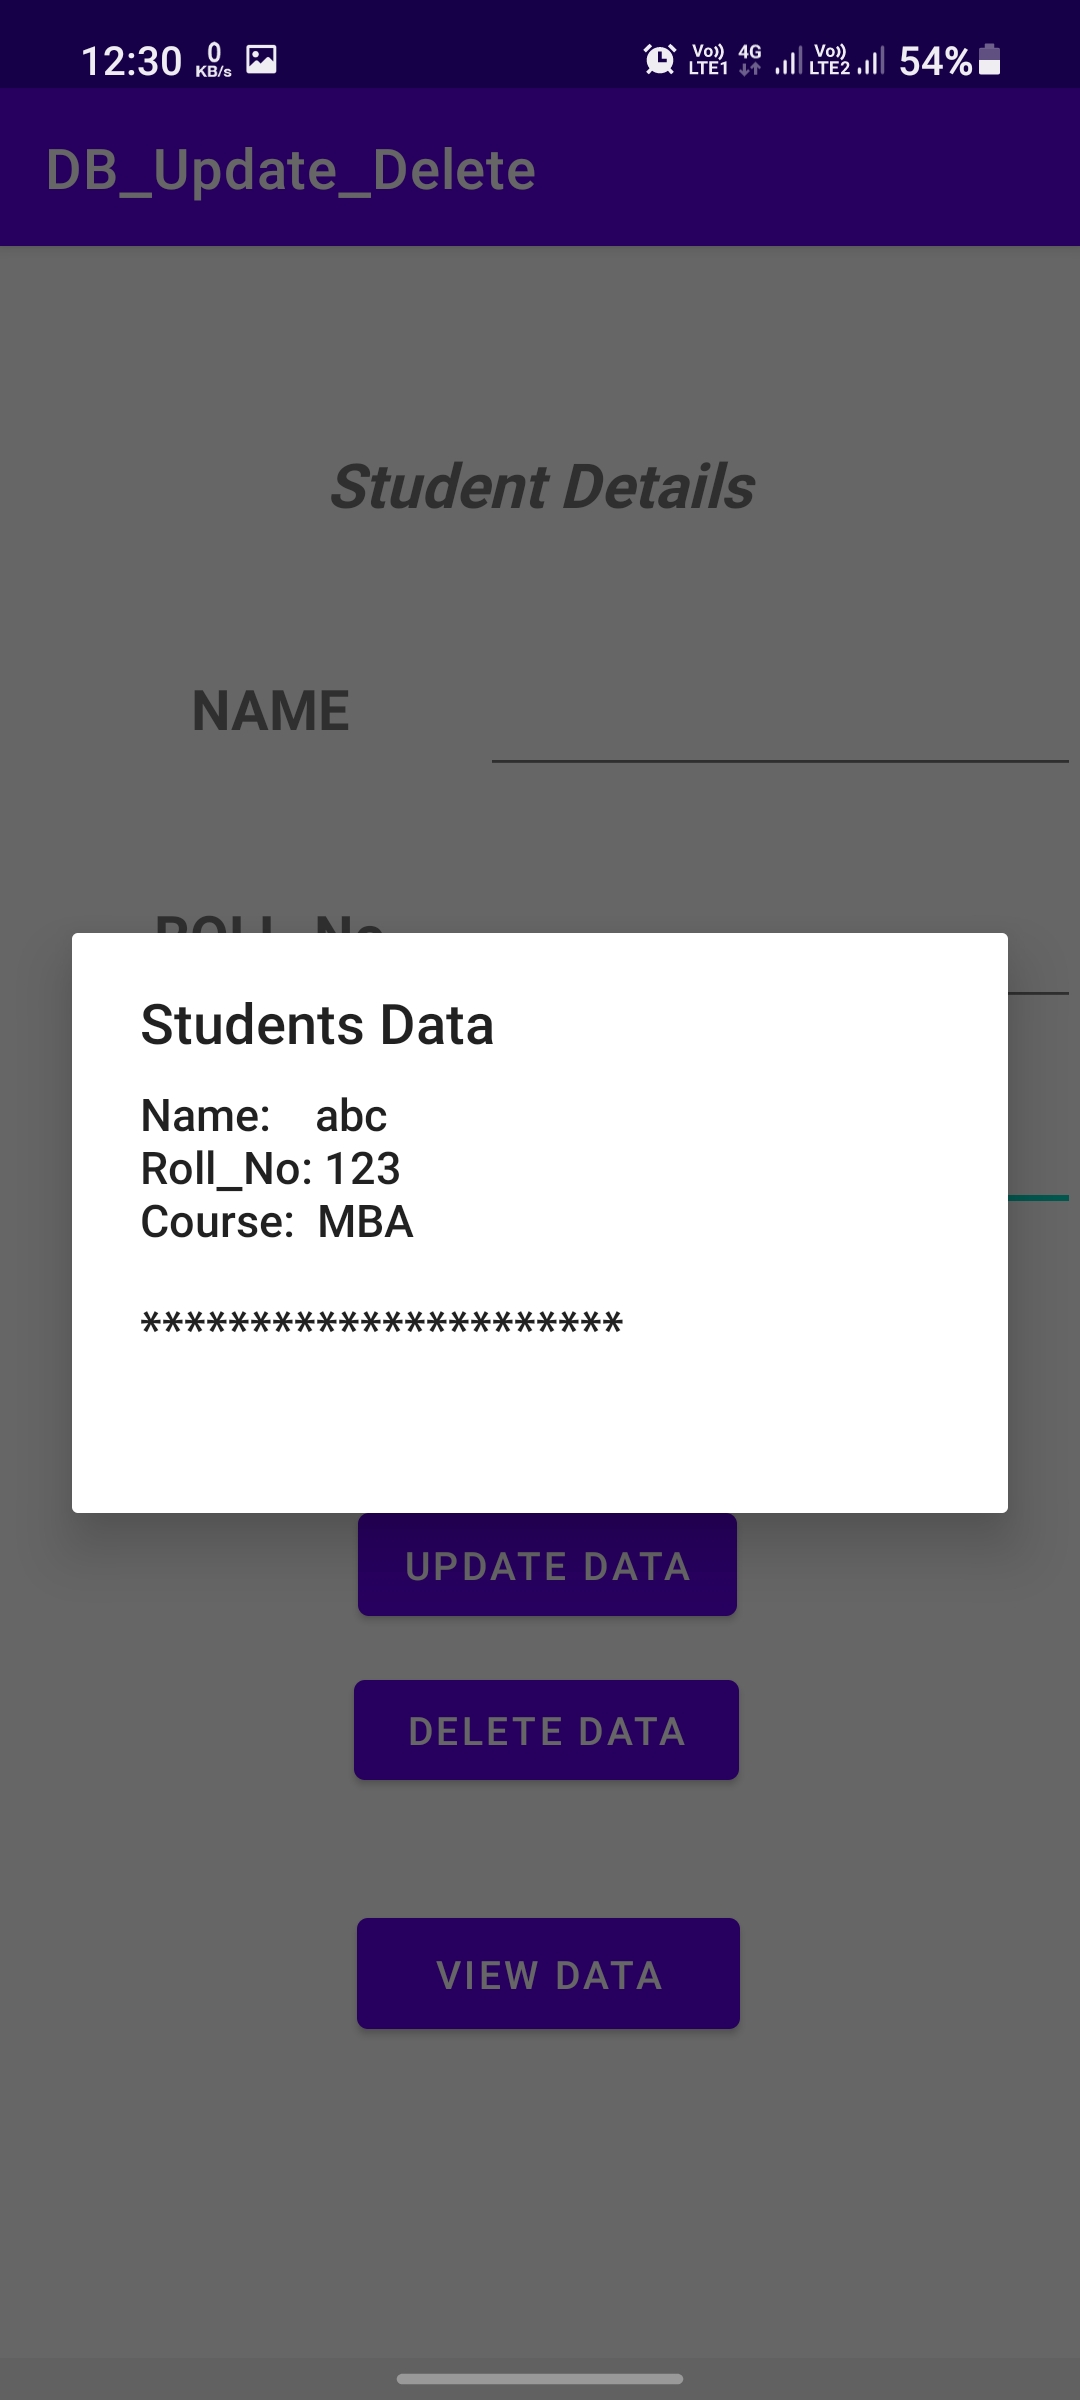 12:30 0 KB/s Vo)) LTE1 4G Vo)) LTE2 54%
DB_Update_Delete
Student Details
NAME
ROLL_No
Students Data
Name: abc
Roll_No: 123
Course: MBA
**********************
UPDATE DATA
DELETE DATA
VIEW DATA